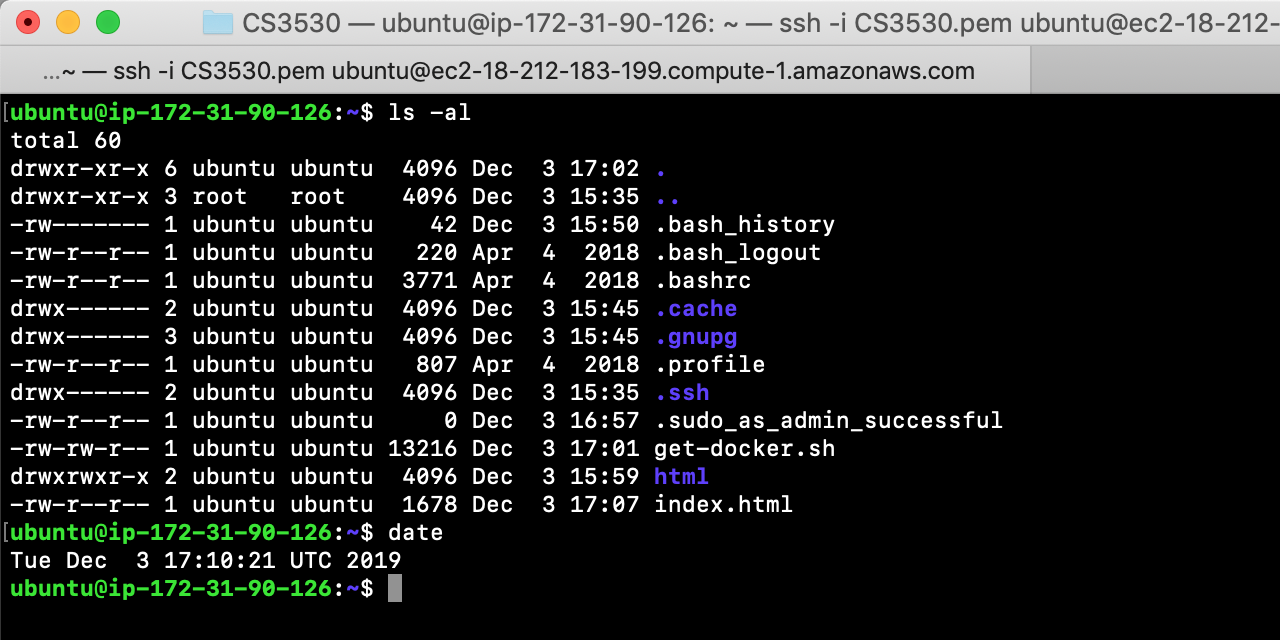 CS3530 — ubuntu@ip-172-31-90-126: ~ — ssh -i CS3530.pem ubuntu@ec2-18-212-
...~ — ssh -i CS3530.pem ubuntu@ec2-18-212-183-199.compute-1.amazonaws.com
[ubuntu@ip-172-31-90-126:~$ ls -al
total 60
drwxr-xr-x 6 ubuntu ubuntu  4096 Dec  3 17:02 .
drwxr-xr-x 3 root   root    4096 Dec  3 15:35 ..
-rw------- 1 ubuntu ubuntu    42 Dec  3 15:50 .bash_history
-rw-r--r-- 1 ubuntu ubuntu   220 Apr  4  2018 .bash_logout
-rw-r--r-- 1 ubuntu ubuntu  3771 Apr  4  2018 .bashrc
drwx------ 2 ubuntu ubuntu  4096 Dec  3 15:45 .cache
drwx------ 3 ubuntu ubuntu  4096 Dec  3 15:45 .gnupg
-rw-r--r-- 1 ubuntu ubuntu   807 Apr  4  2018 .profile
drwx------ 2 ubuntu ubuntu  4096 Dec  3 15:35 .ssh
-rw-r--r-- 1 ubuntu ubuntu     0 Dec  3 16:57 .sudo_as_admin_successful
-rw-rw-r-- 1 ubuntu ubuntu 13216 Dec  3 17:01 get-docker.sh
drwxrwxr-x 2 ubuntu ubuntu  4096 Dec  3 15:59 html
-rw-r--r-- 1 ubuntu ubuntu  1678 Dec  3 17:07 index.html
[ubuntu@ip-172-31-90-126:~$ date
Tue Dec  3 17:10:21 UTC 2019
ubuntu@ip-172-31-90-126:~$